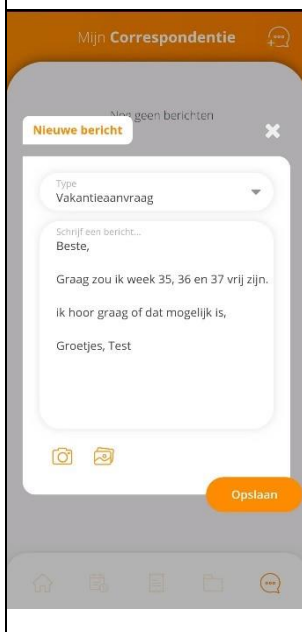 Mijn Correspondentie
Nog geen berichten
Nieuwe bericht
Type
Vakantieaanvraag
Schrijf een bericht...
Beste,
Graag zou ik week 35, 36 en 37 vrij zijn.
ik hoor graag of dat mogelijk is,
Groetjes, Test
Opslaan